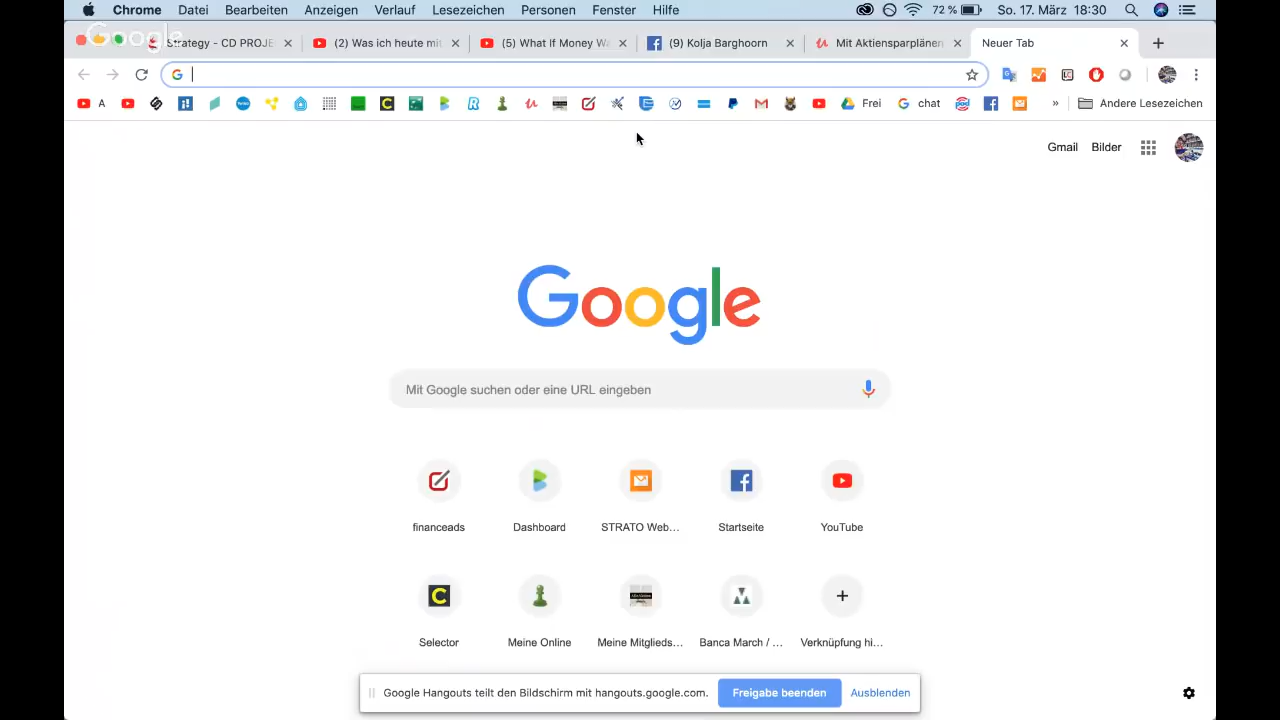 Chrome Datei Bearbeiten Anzeigen Verlauf Lesezeichen Personen Fenster Hilfe 72 % So. 17. März 18:30
Google
Strategy - CD PROJE × (2) Was ich heute mit × (5) What If Money Wa × (9) Kolja Barghoorn × Mit Aktiensparplänen × Neuer Tab × +
A Frei chat » Andere Lesezeichen
Gmail Bilder
Google
Mit Google suchen oder eine URL eingeben
financeads Dashboard STRATO Web... Startseite YouTube
Selector Meine Online Meine Mitglieds... Banca March / ... Verknüpfung hi...
Google Hangouts teilt den Bildschirm mit hangouts.google.com. Freigabe beenden Ausblenden